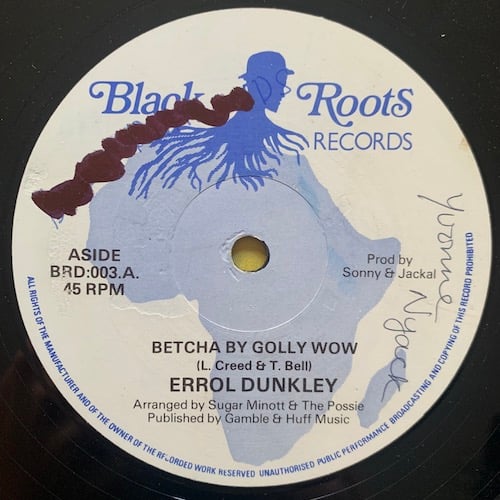 Black Roots
RECORDS
ASIDE
BRD:003.A.
45 RPM
Prod by
Sonny & Jackal
Yvonne Nyack
BETCHA BY GOLLY WOW
(L. Creed & T. Bell)
ERROL DUNKLEY
Arranged by Sugar Minott & The Possie
Published by Gamble & Huff Music
ALL RIGHTS OF THE MANUFACTURER AND OF THE OWNER OF THE RECORDED WORK RESERVED UNAUTHORISED PUBLIC PERFORMANCE BROADCASTING AND COPYING OF THIS RECORD PROHIBITED